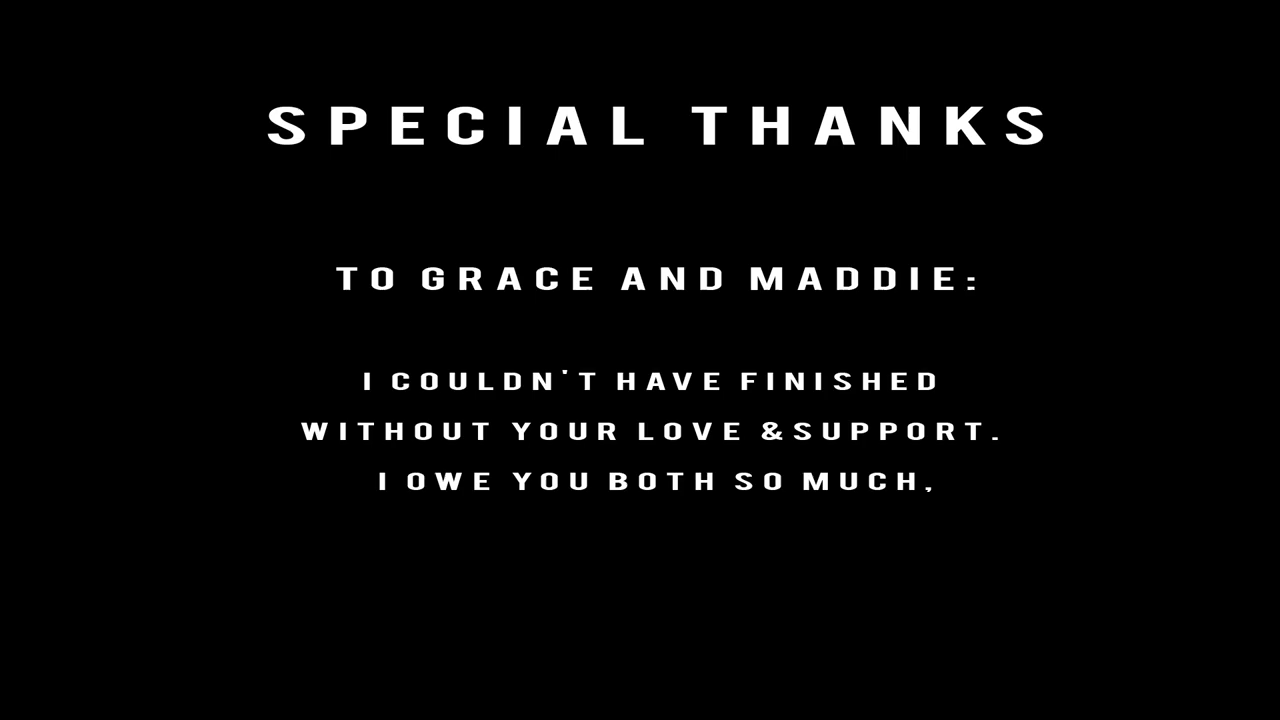 SPECIAL THANKS
TO GRACE AND MADDIE:
I COULDN'T HAVE FINISHED
WITHOUT YOUR LOVE &SUPPORT.
I OWE YOU BOTH SO MUCH,